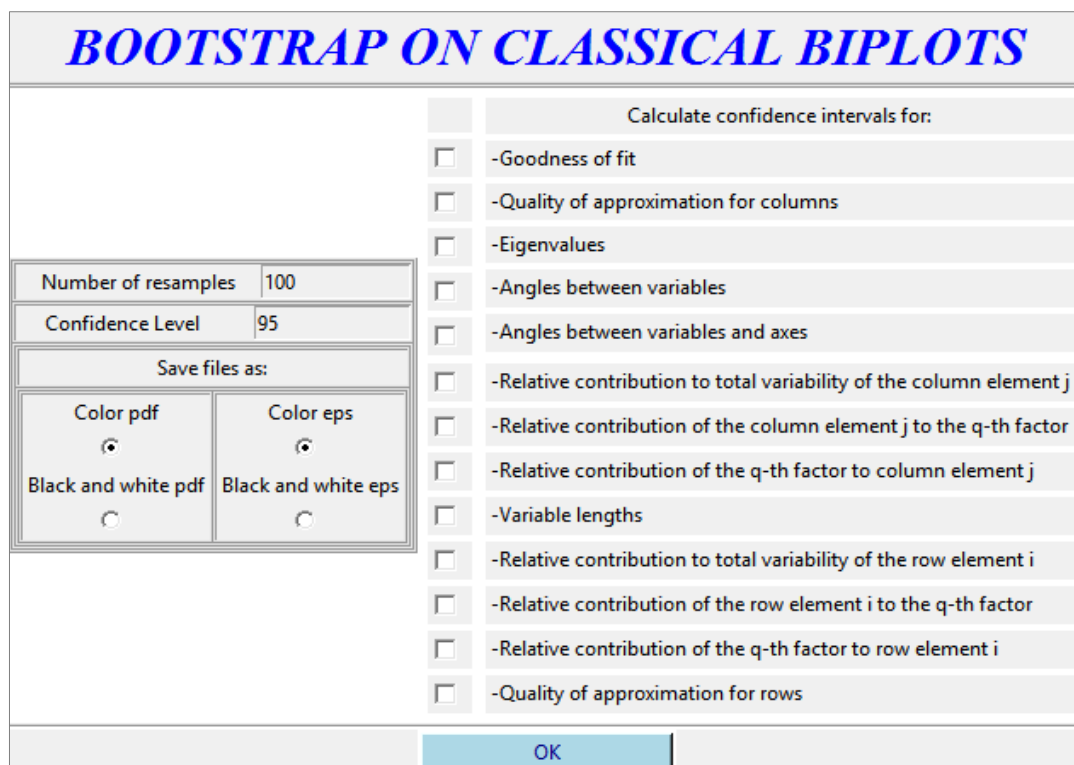 BOOTSTRAP ON CLASSICAL BIPLOTS
Number of resamples 100
Confidence Level 95
Save files as:
Color pdf Color eps
Black and white pdf Black and white eps
Calculate confidence intervals for:
-Goodness of fit
-Quality of approximation for columns
-Eigenvalues
-Angles between variables
-Angles between variables and axes
-Relative contribution to total variability of the column element j
-Relative contribution of the column element j to the q-th factor
-Relative contribution of the q-th factor to column element j
-Variable lengths
-Relative contribution to total variability of the row element i
-Relative contribution of the row element i to the q-th factor
-Relative contribution of the q-th factor to row element i
-Quality of approximation for rows
OK